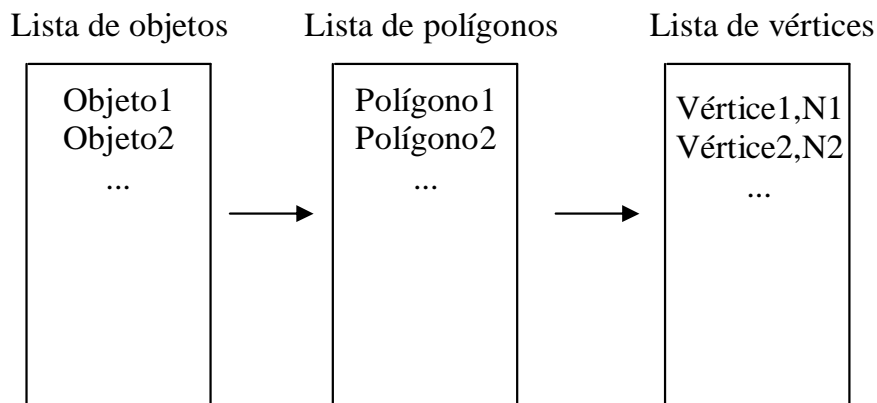 Lista de objetos
Lista de polígonos
Lista de vértices
Objeto1
Objeto2
...
Polígono1
Polígono2
...
Vértice1,N1
Vértice2,N2
...